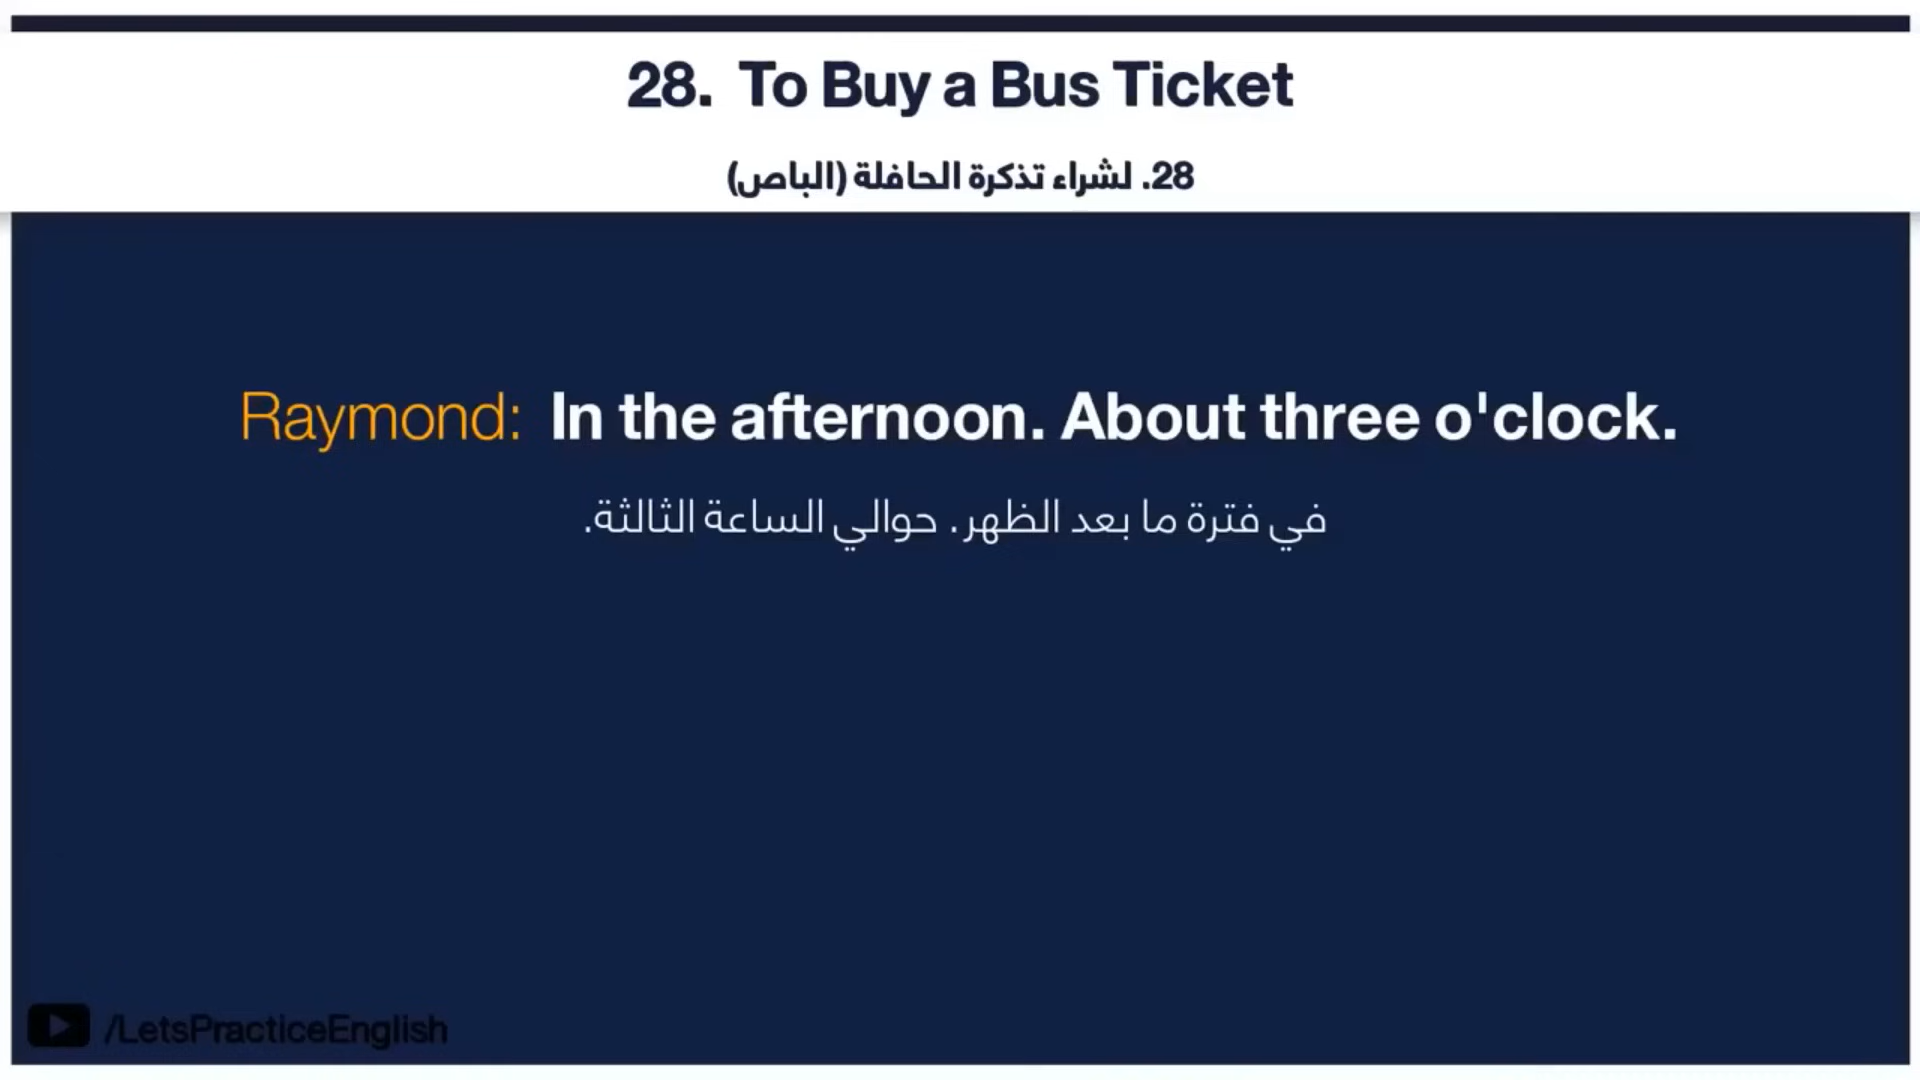 28. To Buy a Bus Ticket
28. لشراء تذكرة الحافلة (الباص)
Raymond: In the afternoon. About three o'clock.
في فترة ما بعد الظهر. حوالي الساعة الثالثة.
/LetsPracticeEnglish